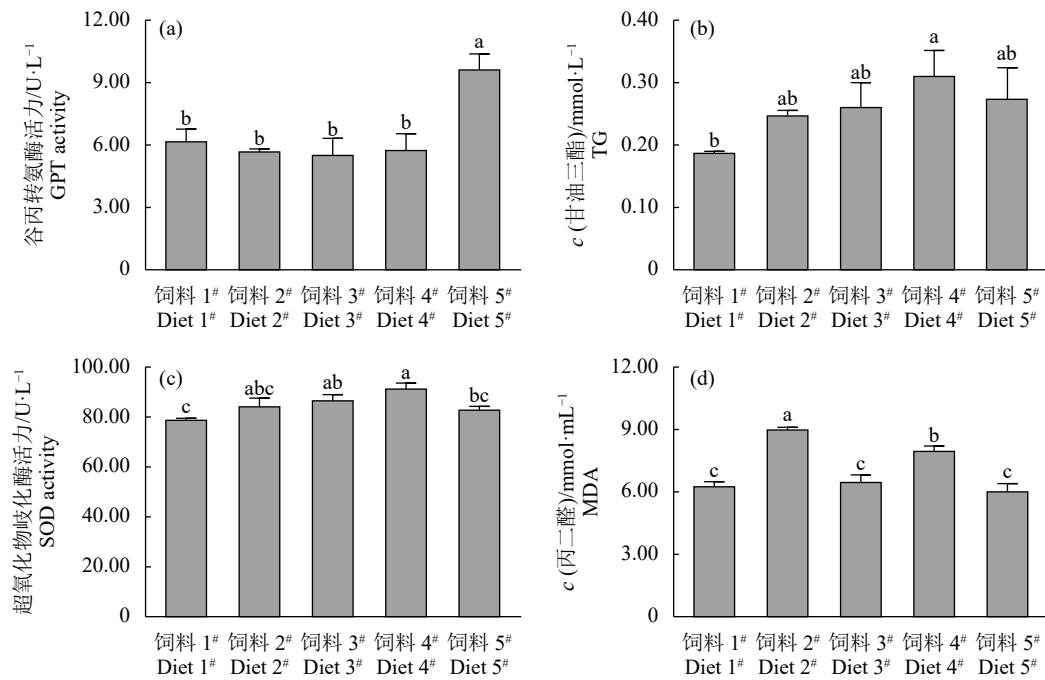 (a)
谷丙转氨酶活力/U·L⁻¹
GPT activity
12.00
9.00
6.00
3.00
0
b
b
b
b
a
饲料 1# 饲料 2# 饲料 3# 饲料 4# 饲料 5#
Diet 1# Diet 2# Diet 3# Diet 4# Diet 5#
(b)
c (甘油三酯)/mmol·L⁻¹
TG
0.40
0.30
0.20
0.10
0.00
b
ab
ab
a
ab
饲料 1# 饲料 2# 饲料 3# 饲料 4# 饲料 5#
Diet 1# Diet 2# Diet 3# Diet 4# Diet 5#
(c)
超氧化物岐化酶活力/U·L⁻¹
SOD activity
100.00
80.00
60.00
40.00
20.00
0
c
abc
ab
a
bc
饲料 1# 饲料 2# 饲料 3# 饲料 4# 饲料 5#
Diet 1# Diet 2# Diet 3# Diet 4# Diet 5#
(d)
c (丙二醛)/mmol·mL⁻¹
MDA
12.00
9.00
6.00
3.00
0.00
c
a
c
b
c
饲料 1# 饲料 2# 饲料 3# 饲料 4# 饲料 5#
Diet 1# Diet 2# Diet 3# Diet 4# Diet 5#